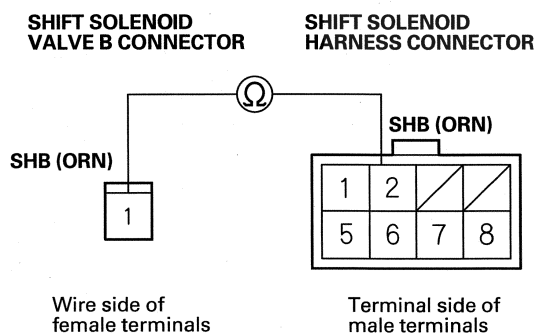 SHIFT SOLENOID
VALVE B CONNECTOR
SHIFT SOLENOID
HARNESS CONNECTOR
Ω
SHB (ORN)
SHB (ORN)
1
1 2
5 6 7 8
Wire side of
female terminals
Terminal side of
male terminals